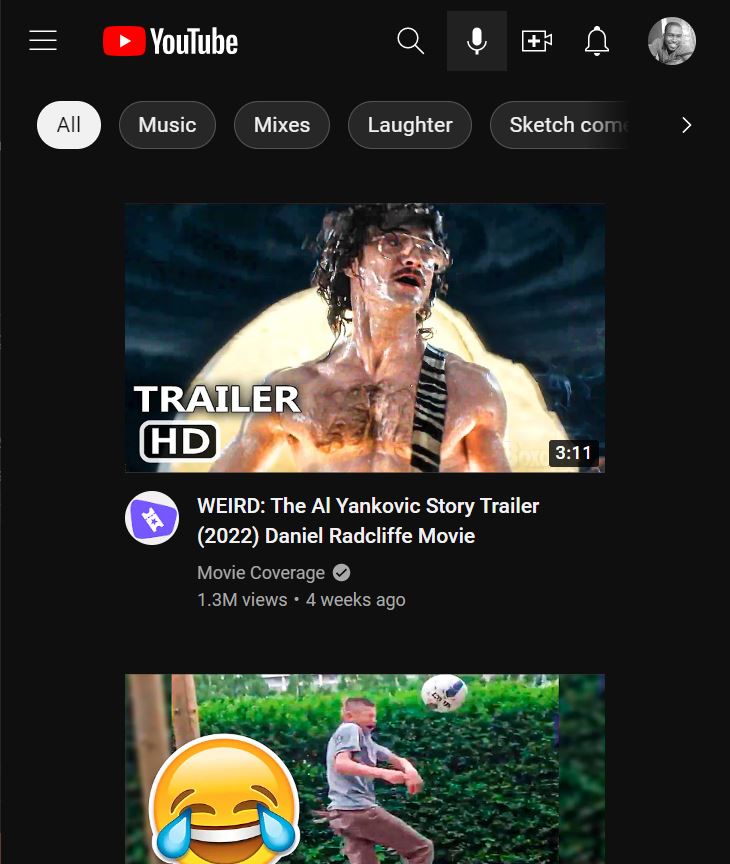 YouTube
All
Music
Mixes
Laughter
Sketch come
TRAILER
HD
3:11
WEIRD: The Al Yankovic Story Trailer
(2022) Daniel Radcliffe Movie
Movie Coverage
1.3M views • 4 weeks ago